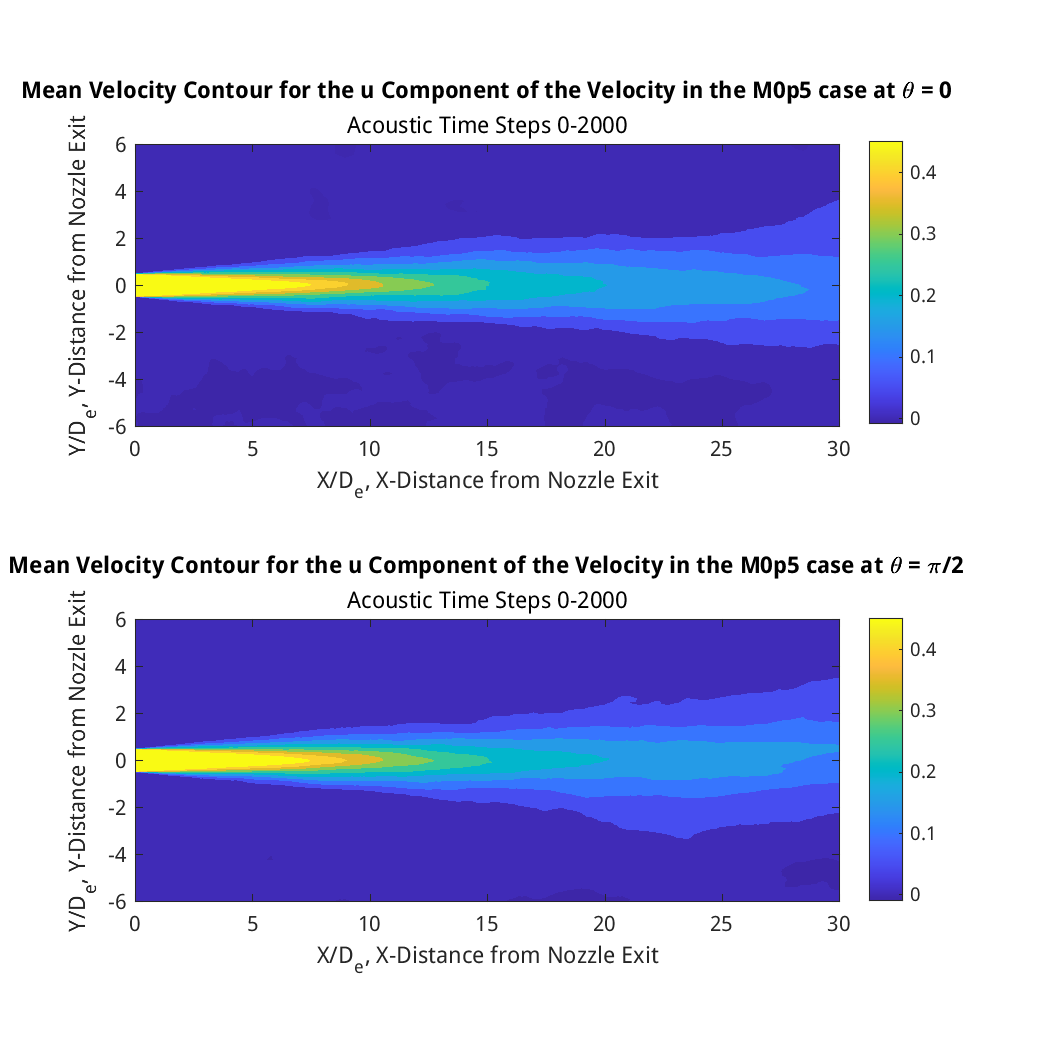 Mean Velocity Contour for the u Component of the Velocity in the M0p5 case at θ = 0
Acoustic Time Steps 0-2000
Y/D_e, Y-Distance from Nozzle Exit
6
4
2
0
-2
-4
-6
0 5 10 15 20 25 30
X/D_e, X-Distance from Nozzle Exit
0.4
0.3
0.2
0.1
0
Mean Velocity Contour for the u Component of the Velocity in the M0p5 case at θ = π/2
Acoustic Time Steps 0-2000
Y/D_e, Y-Distance from Nozzle Exit
6
4
2
0
-2
-4
-6
0 5 10 15 20 25 30
X/D_e, X-Distance from Nozzle Exit
0.4
0.3
0.2
0.1
0